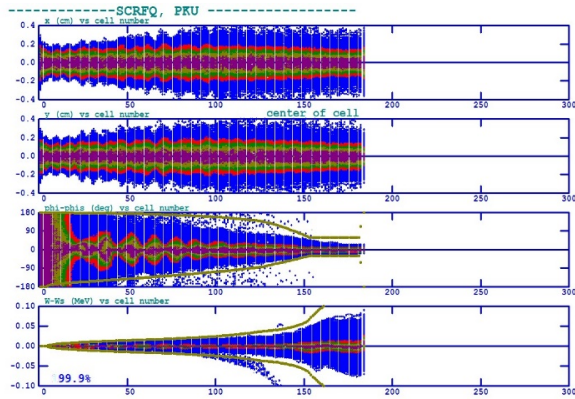 SCRFQ, PKU
x (cm) vs cell number
0.4
0.2
0.0
-0.2
-0.4
50 100 150 200 250 300
y (cm) vs cell number center of cell
0.4
0.2
0.0
-0.2
-0.4
0 50 100 150 200 250 300
phi-phis (deg) vs cell number
180
90
0
-90
-180
0 50 100 150 200 250 300
W-Ws (MeV) vs cell number
0.10
0.05
0.00
-0.05
-0.10
99.9%
0 50 100 150 200 250 300